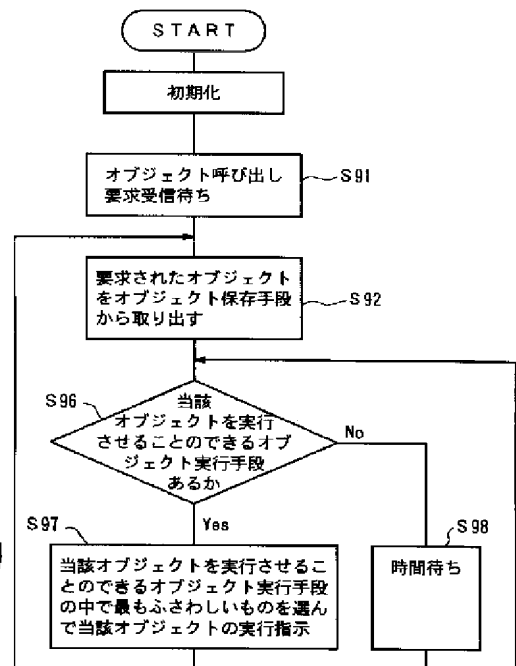 START
初期化
オブジェクト呼び出し
要求受信待ち
S91
要求されたオブジェクト
をオブジェクト保存手段
から取り出す
S92
S96
当該
オブジェクトを実行
させることのできるオブ
ジェクト実行手段
あるか
No
Yes
S97
当該オブジェクトを実行させるこ
とのできるオブジェクト実行手段
の中で最もふさわしいものを選ん
で当該オブジェクトの実行指示
S98
時間待ち